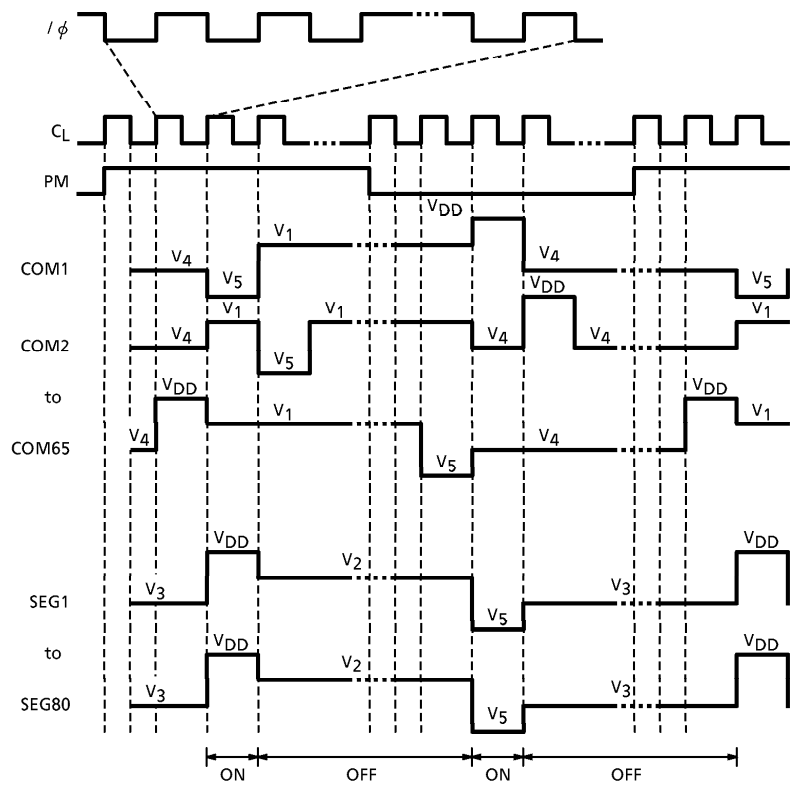 / φ
CL
PM
VDD
V1
V4 V4
COM1 V5 VDD V5
V1 V1 V1
COM2 V4 V4 V4
V5
to VDD VDD
V1 V1
V4 V4
COM65 V5
VDD VDD
V2
V3 V3
SEG1 V5
to VDD VDD
V2
V3 V3
SEG80 V5
ON OFF ON OFF